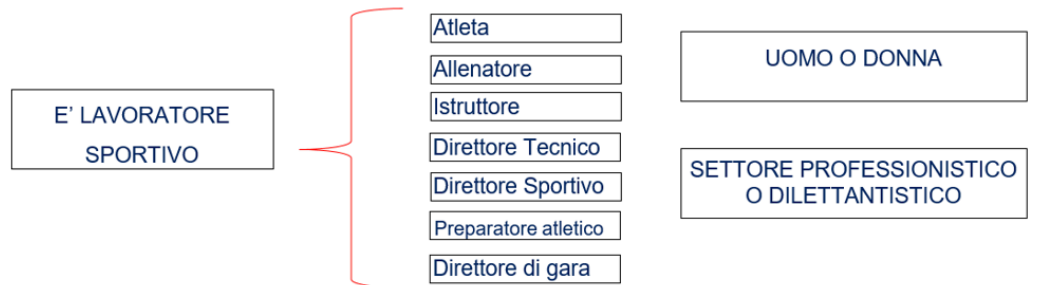 E' LAVORATORE
SPORTIVO
Atleta
Allenatore
Istruttore
Direttore Tecnico
Direttore Sportivo
Preparatore atletico
Direttore di gara
UOMO O DONNA
SETTORE PROFESSIONISTICO
O DILETTANTISTICO